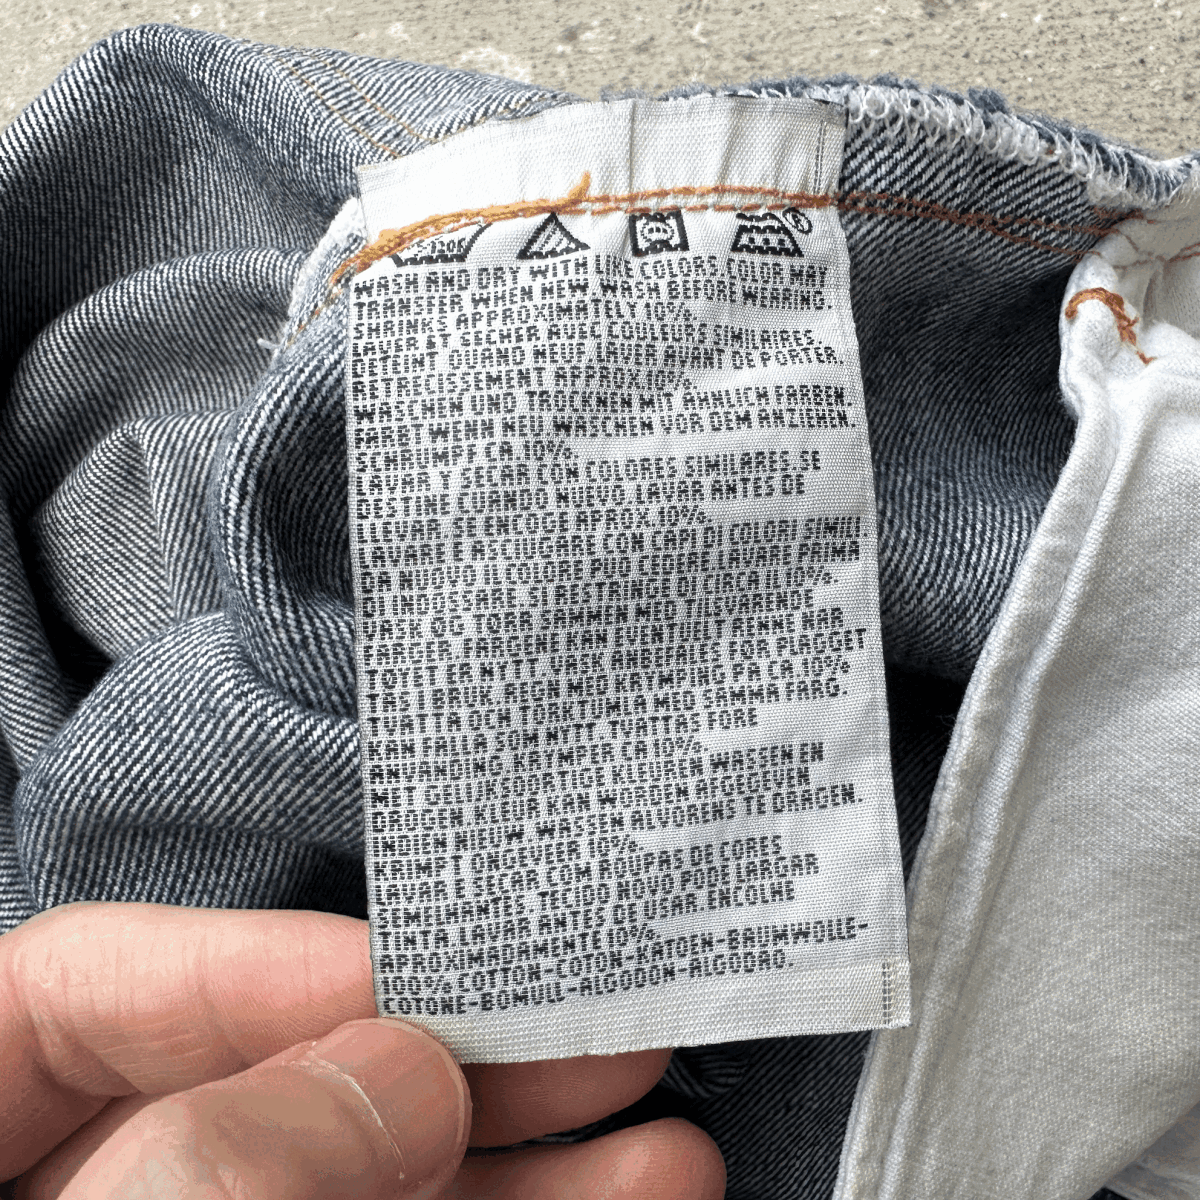 WASH AND DRY WITH LIKE COLORS. COLOR MAY
TRANSFER WHEN NEW. WASH BEFORE WEARING.
SHRINKS APPROXIMATELY 10%.
LAVER ET SECHER AVEC COULEURS SIMILAIRES.
DETEINT QUAND NEUF. LAVER AVANT DE PORTER.
RETRECISSEMENT APPROX. 10%.
WASCHEN UND TROCKNEN MIT ÄHNLICH FARBEN.
FÄRBT WENN NEU. WASCHEN VOR DEM ANZIEHEN.
SCHRUMPF CA. 10%.
LAVAR Y SECAR CON COLORES SIMILARES. SE
DESTINE CUANDO NUEVO. LAVAR ANTES DE
LLEVAR. SE ENCOGE APROX. 10%.
LAVARE E ASCIUGARE CON CAPI DI COLORI SIMILI
DA NUOVO IL COLORE PUO CEDERE. LAVARE PRIMA
DI INDOSSARE. SI RESTRINGE DI CIRCA IL 10%.
VASK OG TØRR SAMMEN MED TILSVARENDE
FARGER. FARGENE KAN EVENTUELT RENNE NAR
TOYET ER NYTT. VASK ANBEFALES FØR PLAGGET
TAS I BRUK. REGN MED KRYMPING PA CA. 10%.
TVATTA OCH TORKTUMLA MED SAMMA FARG.
KAN FALLA SOM NYTT. TVATTAS FORE
ANVANDING. KRYMPER CA 10%.
MET GELIJKSOORTIGE KLEUREN WASSEN EN
DROGEN. KLEUR KAN WORDEN AFGEGEVEN
INDIEN NIEUW. WASSEN ALVORENS TE DRAGEN.
KRIMPT ONGEVEER 10%.
LAVAR E SECAR COM ROUPAS DE CORES
SEMELHANTES. TECIDO NOVO PODE LARGAR
TINTA. LAVAR ANTES DE USAR. ENCOLHE
APROXIMADAMENTE 10%.
100% COTTON-COTON-KATOEN-BAUMWOLLE-
COTONE-BOMULL-ALGODON-ALGODAO.